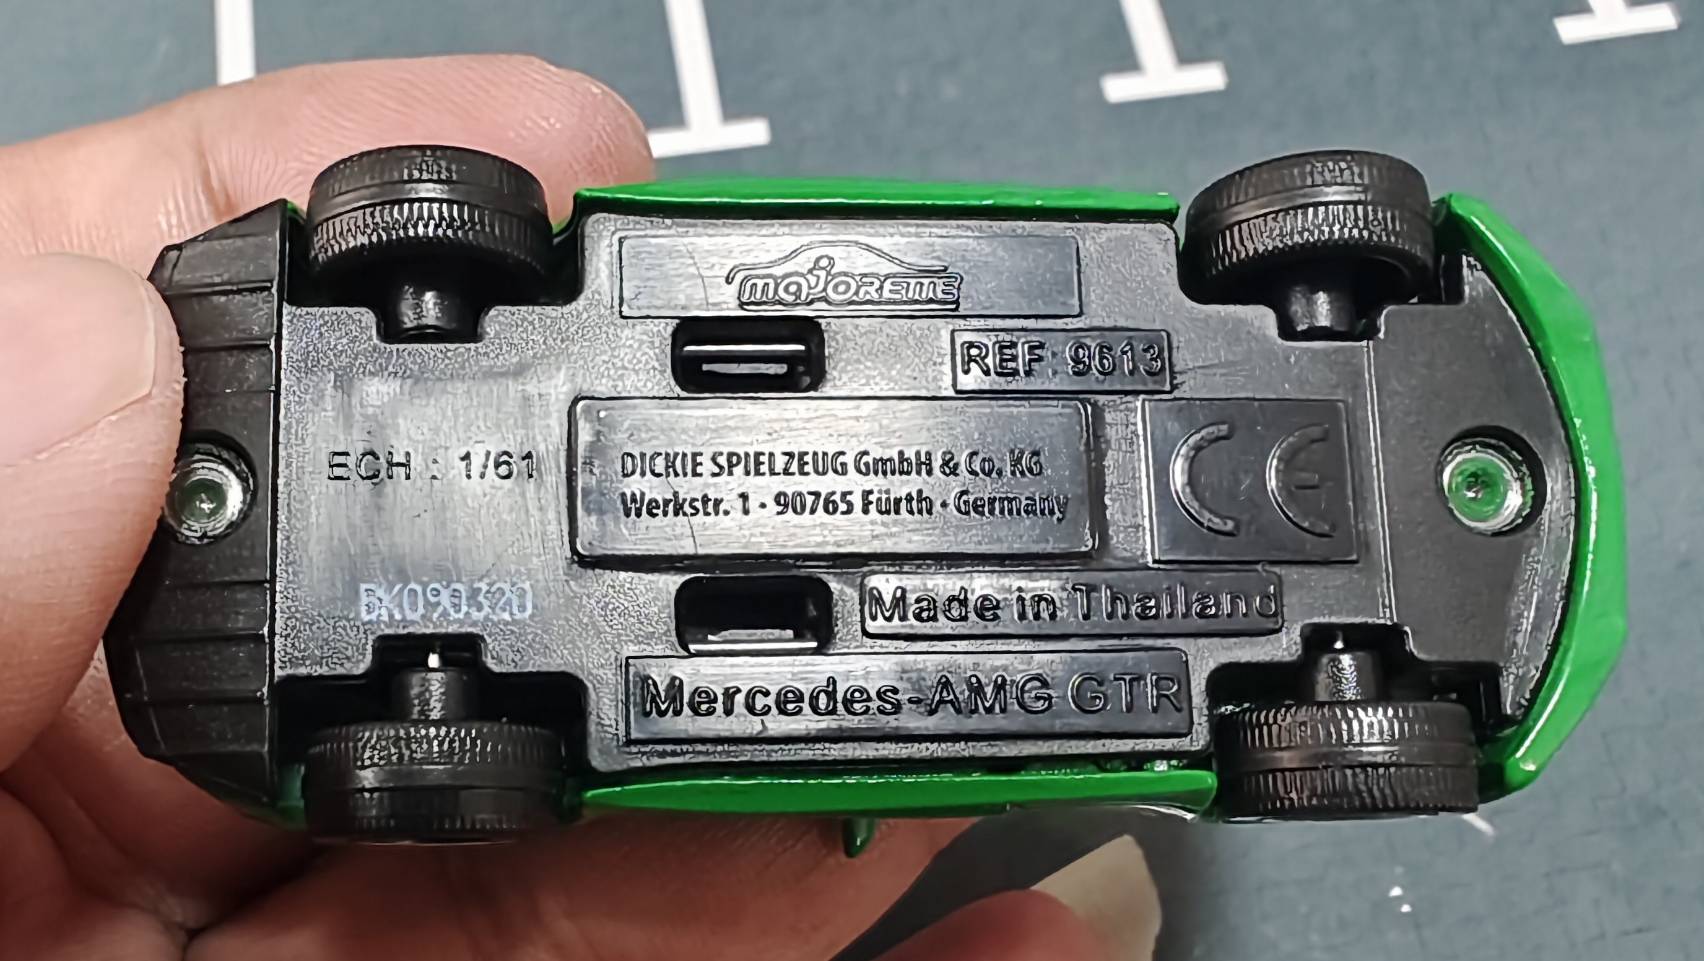 majorette
REF: 9613
ECH : 1/61
DICKIE SPIELZEUG GmbH & Co. KG
Werkstr. 1 · 90765 Fürth · Germany
CE
BK090320
Made in Thailand
Mercedes-AMG GTR